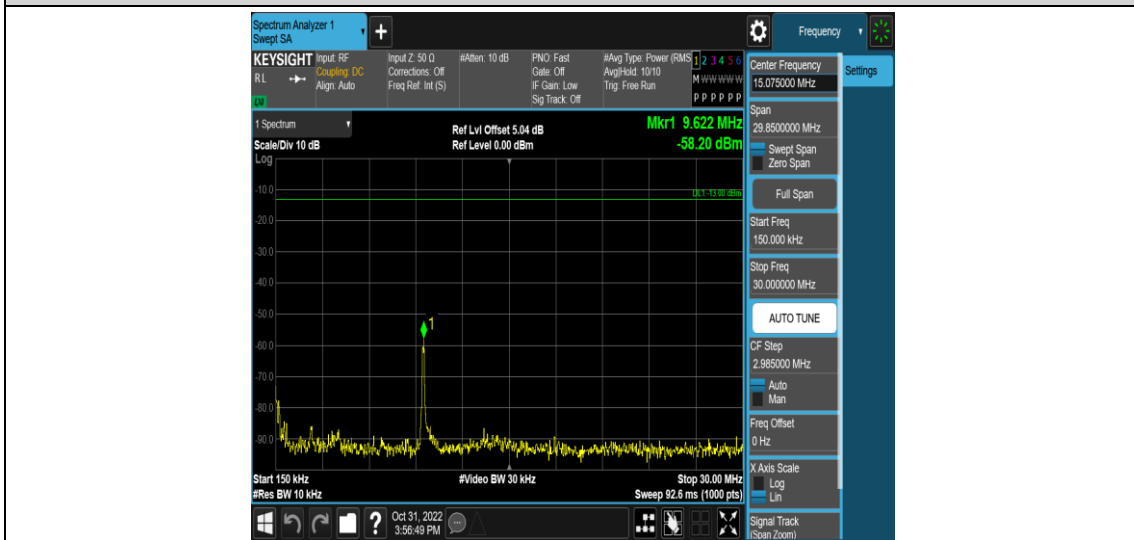 Spectrum Analyzer 1
Swept SA
+
Frequency
KEYSIGHT
RL
Input: RF
Coupling: DC
Align: Auto
Input Z: 50 Ω
Corrections: Off
Freq Ref: Int (S)
#Atten: 10 dB
PNO: Fast
Gate: Off
IF Gain: Low
Sig Track: Off
#Avg Type: Power (RMS
Avg|Hold: 10/10
Trig: Free Run
1 2 3 4 5 6
M W W W W W
P P P P P P
1 Spectrum
Scale/Div 10 dB
Log
Ref Lvl Offset 5.04 dB
Ref Level 0.00 dBm
Mkr1 9.622 MHz
-58.20 dBm
DL1 -13.00 dBm
-10.0
-20.0
-30.0
-40.0
-50.0
-60.0
-70.0
-80.0
-90.0
1
Start 150 kHz
#Res BW 10 kHz
#Video BW 30 kHz
Stop 30.00 MHz
Sweep 92.6 ms (1000 pts)
Center Frequency
15.075000 MHz
Settings
Span
29.8500000 MHz
Swept Span
Zero Span
Full Span
Start Freq
150.000 kHz
Stop Freq
30.000000 MHz
AUTO TUNE
CF Step
2.985000 MHz
Auto
Man
Freq Offset
0 Hz
X Axis Scale
Log
Lin
Signal Track
(Span Zoom)
?
Oct 31, 2022
3:56:49 PM